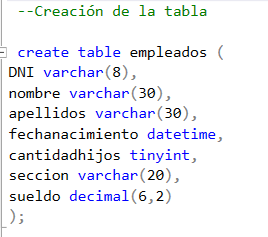 --Creación de la tabla
create table empleados (
DNI varchar(8),
nombre varchar(30),
apellidos varchar(30),
fechanacimiento datetime,
cantidadhijos tinyint,
seccion varchar(20),
sueldo decimal(6,2)
);